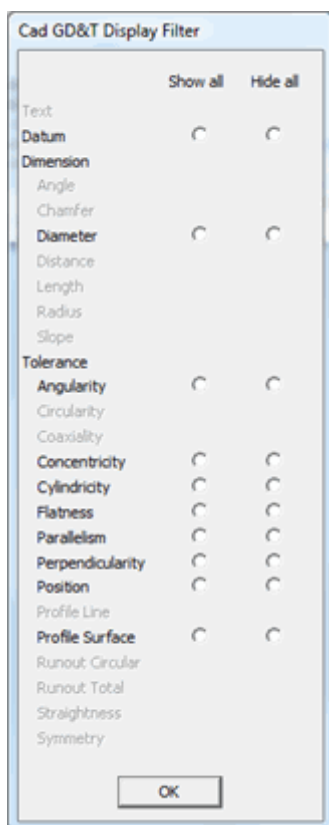 Cad GD&T Display Filter
Show all Hide all
Text
Datum
Dimension
Angle
Chamfer
Diameter
Distance
Length
Radius
Slope
Tolerance
Angularity
Circularity
Coaxiality
Concentricity
Cylindricity
Flatness
Parallelism
Perpendicularity
Position
Profile Line
Profile Surface
Runout Circular
Runout Total
Straightness
Symmetry
OK